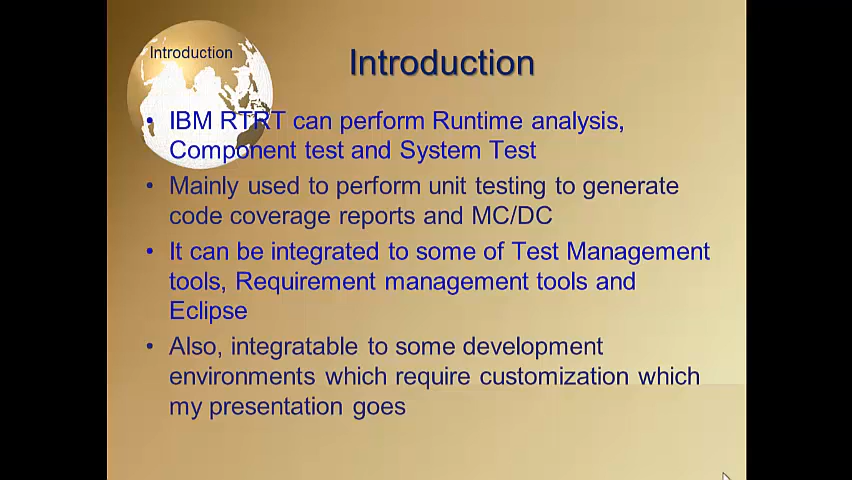 Introduction
Introduction
• IBM RTRT can perform Runtime analysis,
Component test and System Test
• Mainly used to perform unit testing to generate
code coverage reports and MC/DC
• It can be integrated to some of Test Management
tools, Requirement management tools and
Eclipse
• Also, integratable to some development
environments which require customization which
my presentation goes